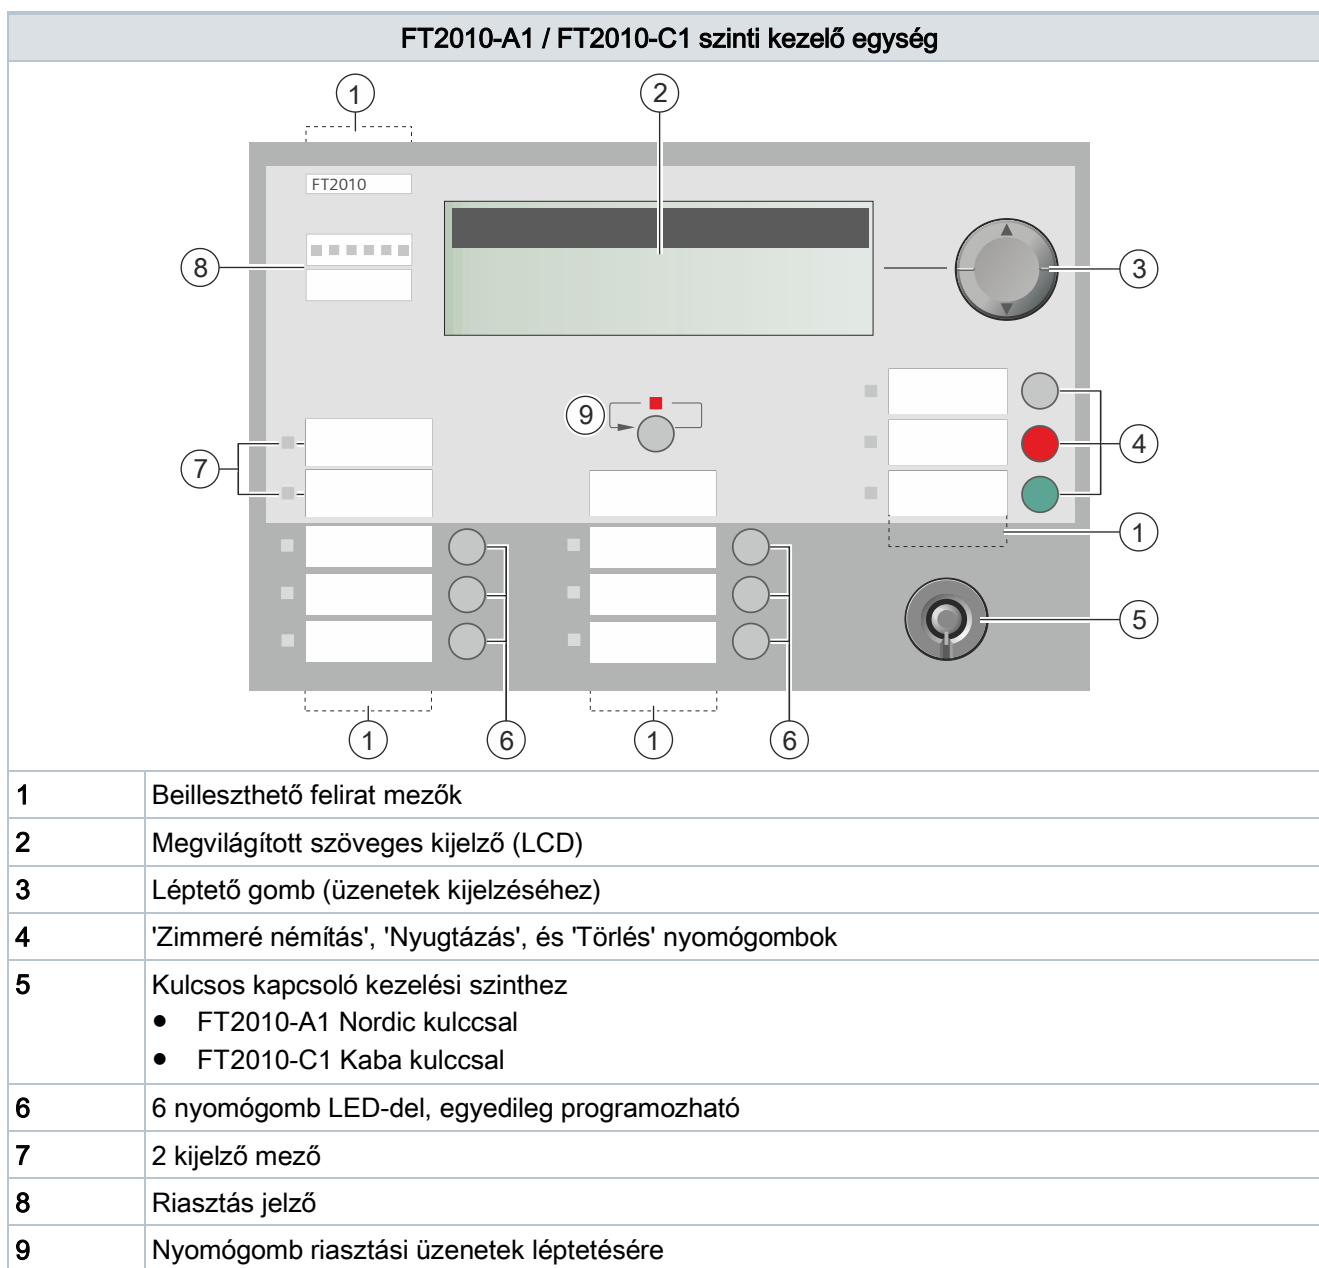 FT2010-A1 / FT2010-C1 szinti kezelő egység
1
2
FT2010
8
3
9
7
4
1
5
1
6
1
6
1 Beilleszthető felirat mezők
2 Megvilágított szöveges kijelző (LCD)
3 Léptető gomb (üzenetek kijelzéséhez)
4 'Zimmeré némítás', 'Nyugtázás', és 'Törlés' nyomógombok
5 Kulcsos kapcsoló kezelési szinthez
● FT2010-A1 Nordic kulccsal
● FT2010-C1 Kaba kulccsal
6 6 nyomógomb LED-del, egyedileg programozható
7 2 kijelző mező
8 Riasztás jelző
9 Nyomógomb riasztási üzenetek léptetésére